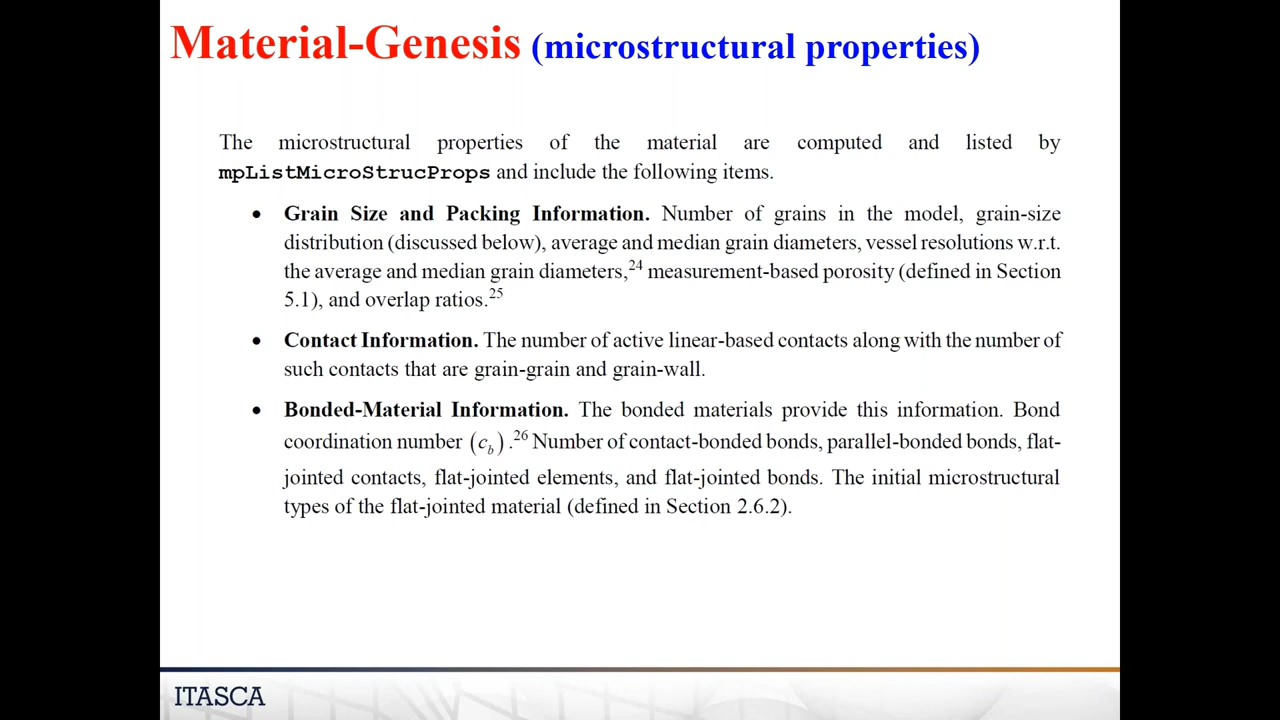 Material-Genesis (microstructural properties)
The microstructural properties of the material are computed and listed by
mpListMicroStrucProps and include the following items.
• Grain Size and Packing Information. Number of grains in the model, grain-size
distribution (discussed below), average and median grain diameters, vessel resolutions w.r.t.
the average and median grain diameters,24 measurement-based porosity (defined in Section
5.1), and overlap ratios.25
• Contact Information. The number of active linear-based contacts along with the number of
such contacts that are grain-grain and grain-wall.
• Bonded-Material Information. The bonded materials provide this information. Bond
coordination number (cb).26 Number of contact-bonded bonds, parallel-bonded bonds, flat-
jointed contacts, flat-jointed elements, and flat-jointed bonds. The initial microstructural
types of the flat-jointed material (defined in Section 2.6.2).
ITASCA